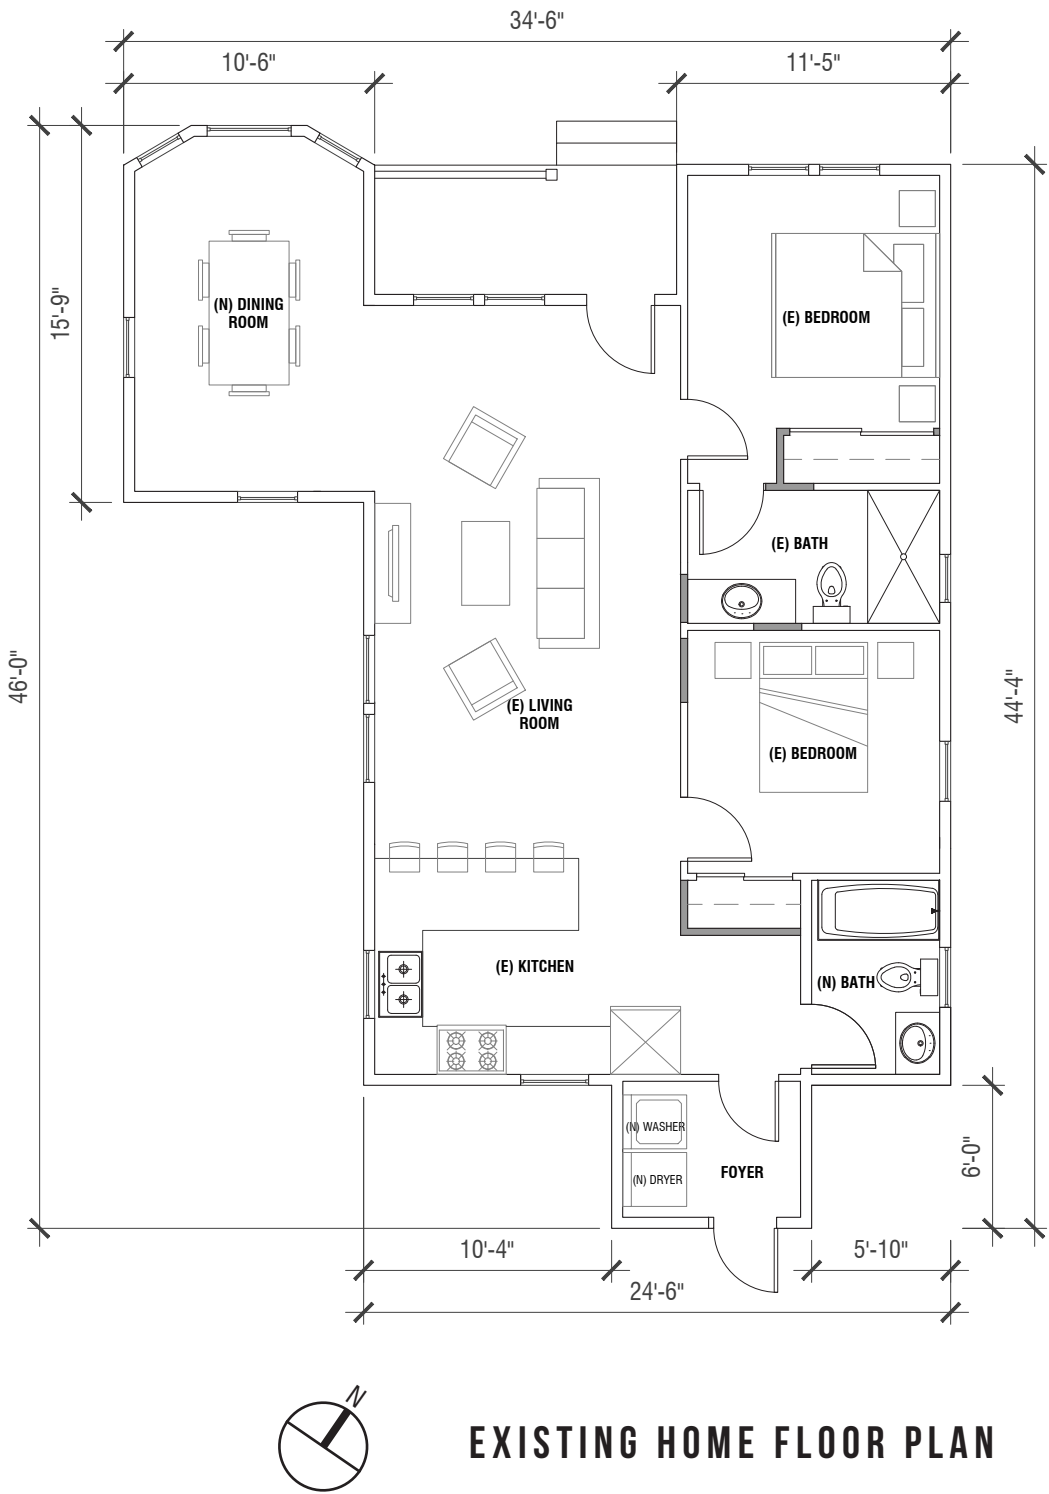 34'-6"
10'-6"
11'-5"
15'-9"
(N) DINING
ROOM
(E) BEDROOM
(E) BATH
46'-0"
44'-4"
(E) LIVING
ROOM
(E) BEDROOM
(E) KITCHEN
(N) BATH
(N) WASHER
FOYER
(N) DRYER
6'-0"
10'-4"
5'-10"
24'-6"
N
EXISTING HOME FLOOR PLAN